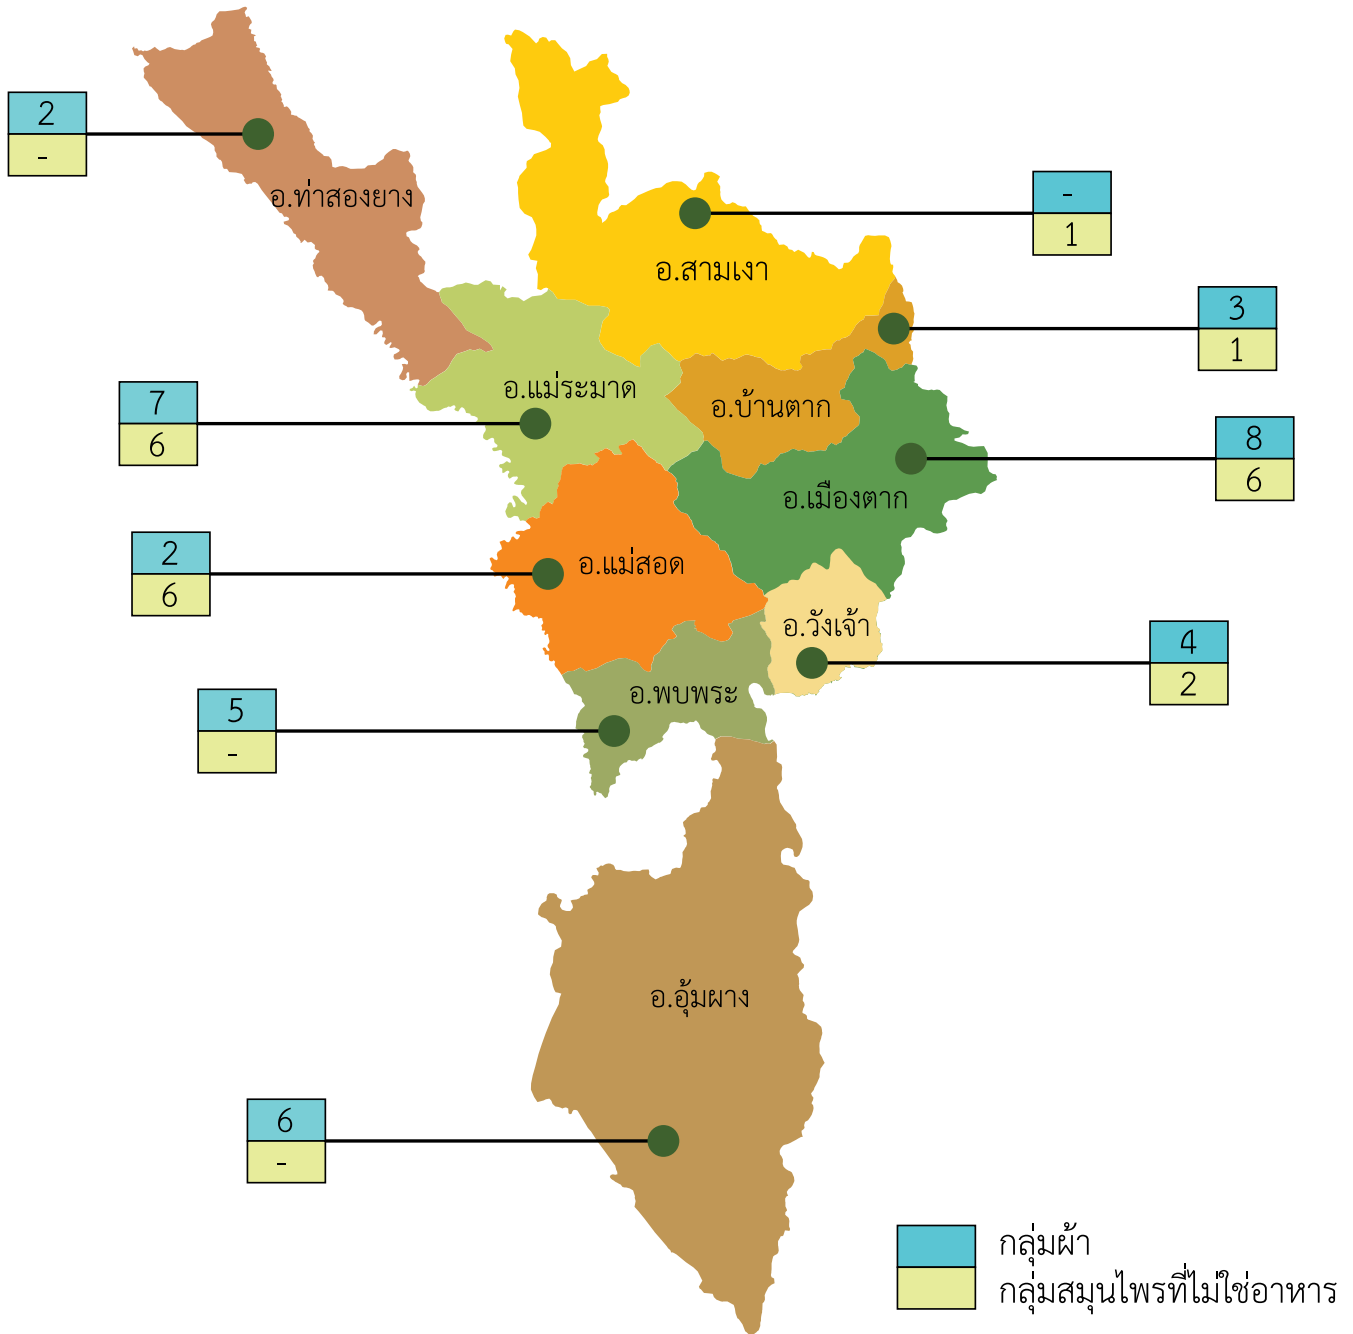 2
-
อ.ท่าสองยาง
-
1
อ.สามเงา
3
1
7
6
อ.แม่ระมาด
อ.บ้านตาก
8
6
อ.เมืองตาก
2
6
อ.แม่สอด
อ.วังเจ้า
4
2
อ.พบพระ
5
-
อ.อุ้มผาง
6
-
กลุ่มผ้า
กลุ่มสมุนไพรที่ไม่ใช่อาหาร